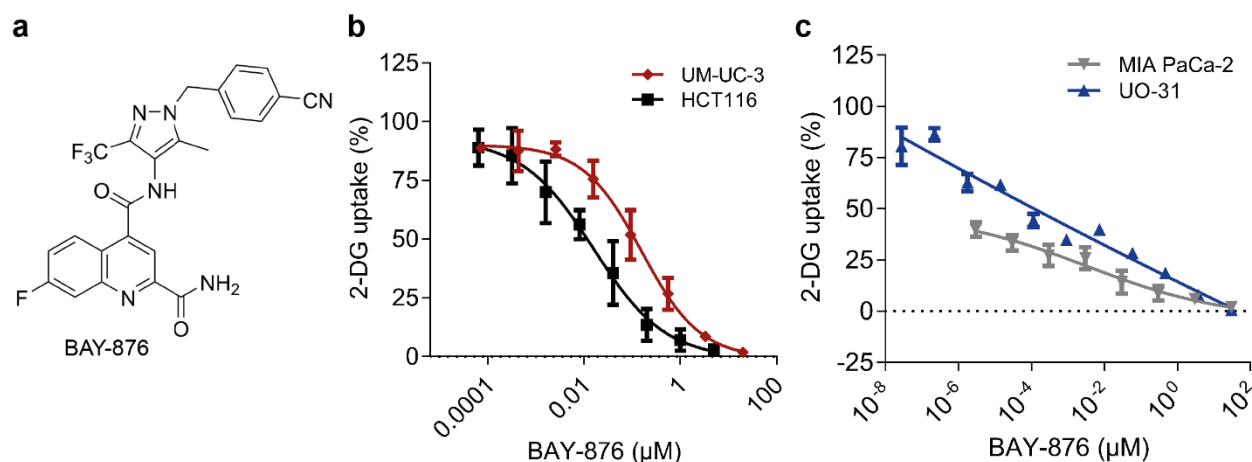 a
N
N
CN
F₃C
NH
O
F
N
NH₂
O
BAY-876
b
125
100
75
50
25
0
2-DG uptake (%)
UM-UC-3
HCT116
0.0001
0.01
1
100
BAY-876 (µM)
c
125
100
75
50
25
0
-25
2-DG uptake (%)
MIA PaCa-2
UO-31
10⁻⁸
10⁻⁶
10⁻⁴
10⁻²
10⁰
10²
BAY-876 (µM)